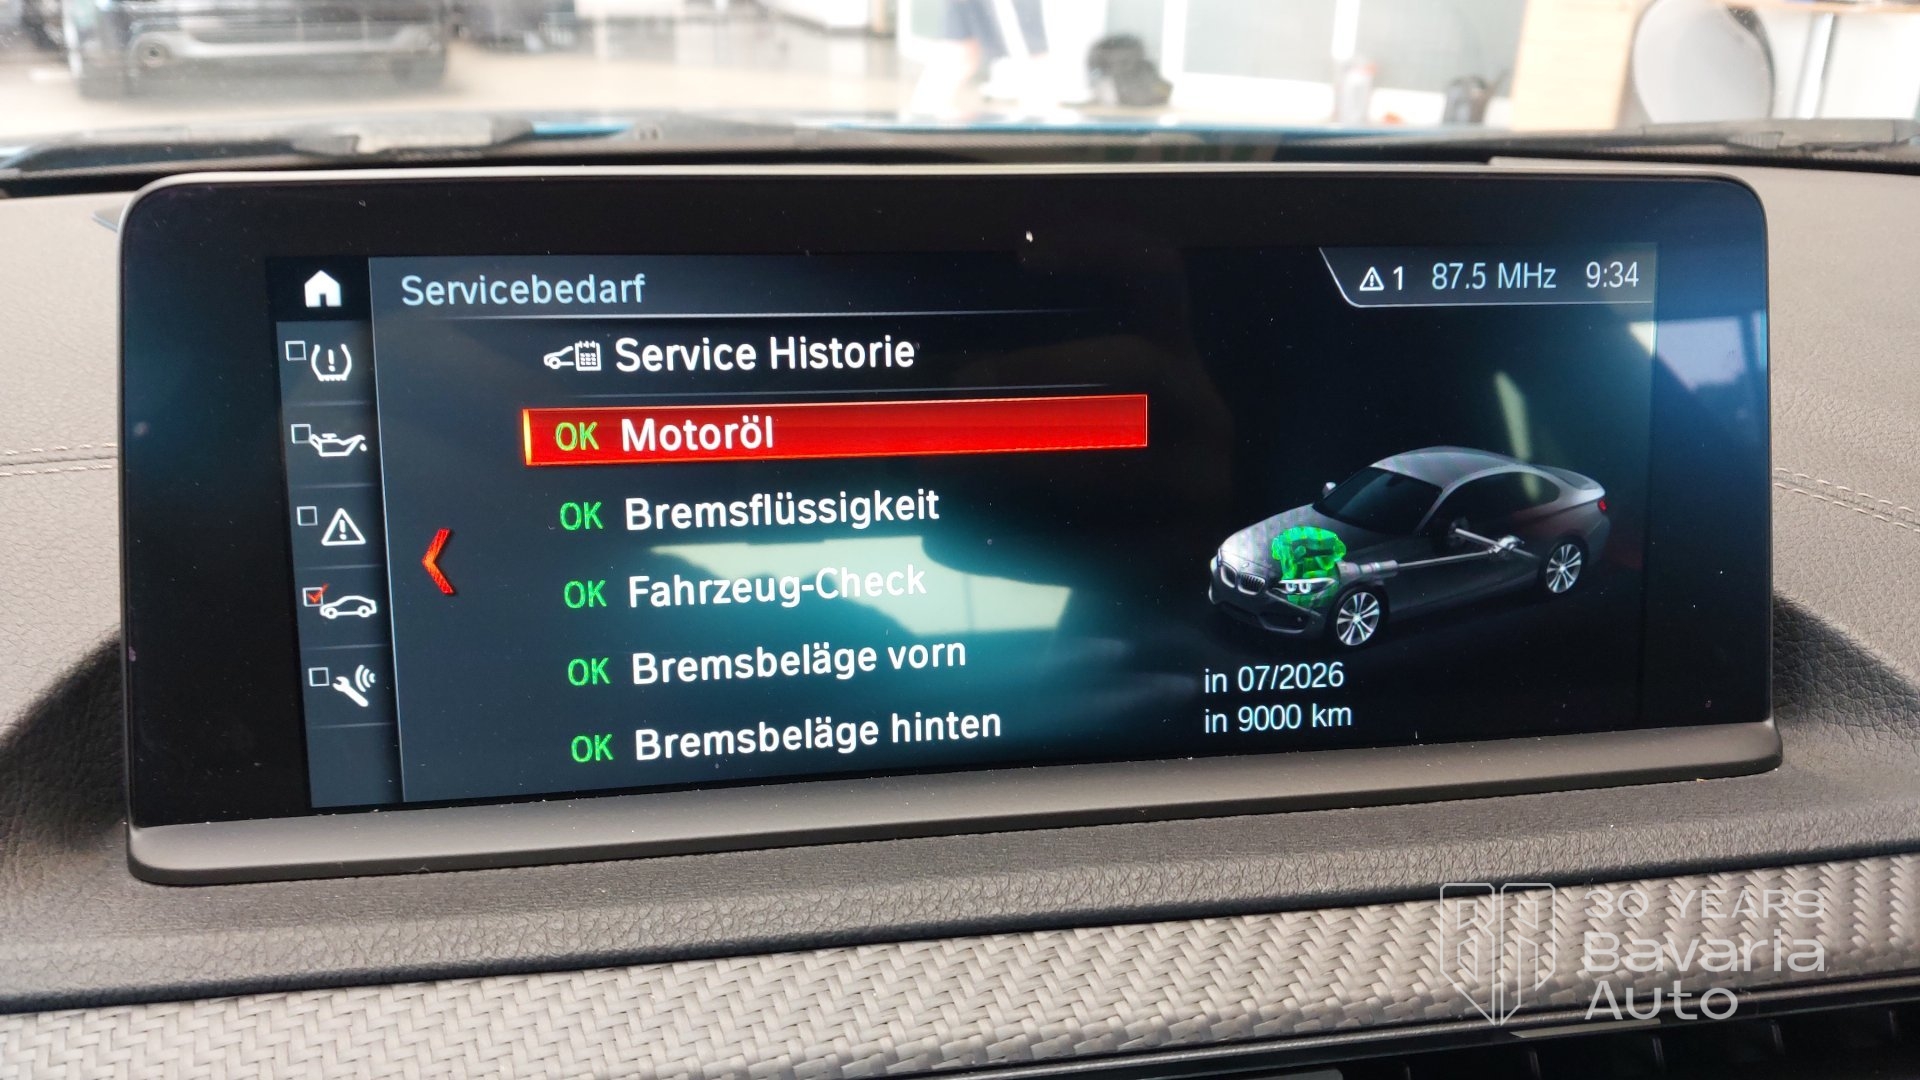 Servicebedarf
1 87.5 MHz 9:34
Service Historie
OK Motoröl
OK Bremsflüssigkeit
OK Fahrzeug-Check
OK Bremsbeläge vorn
OK Bremsbeläge hinten
in 07/2026
in 9000 km
30 YEARS
Bavaria
Auto